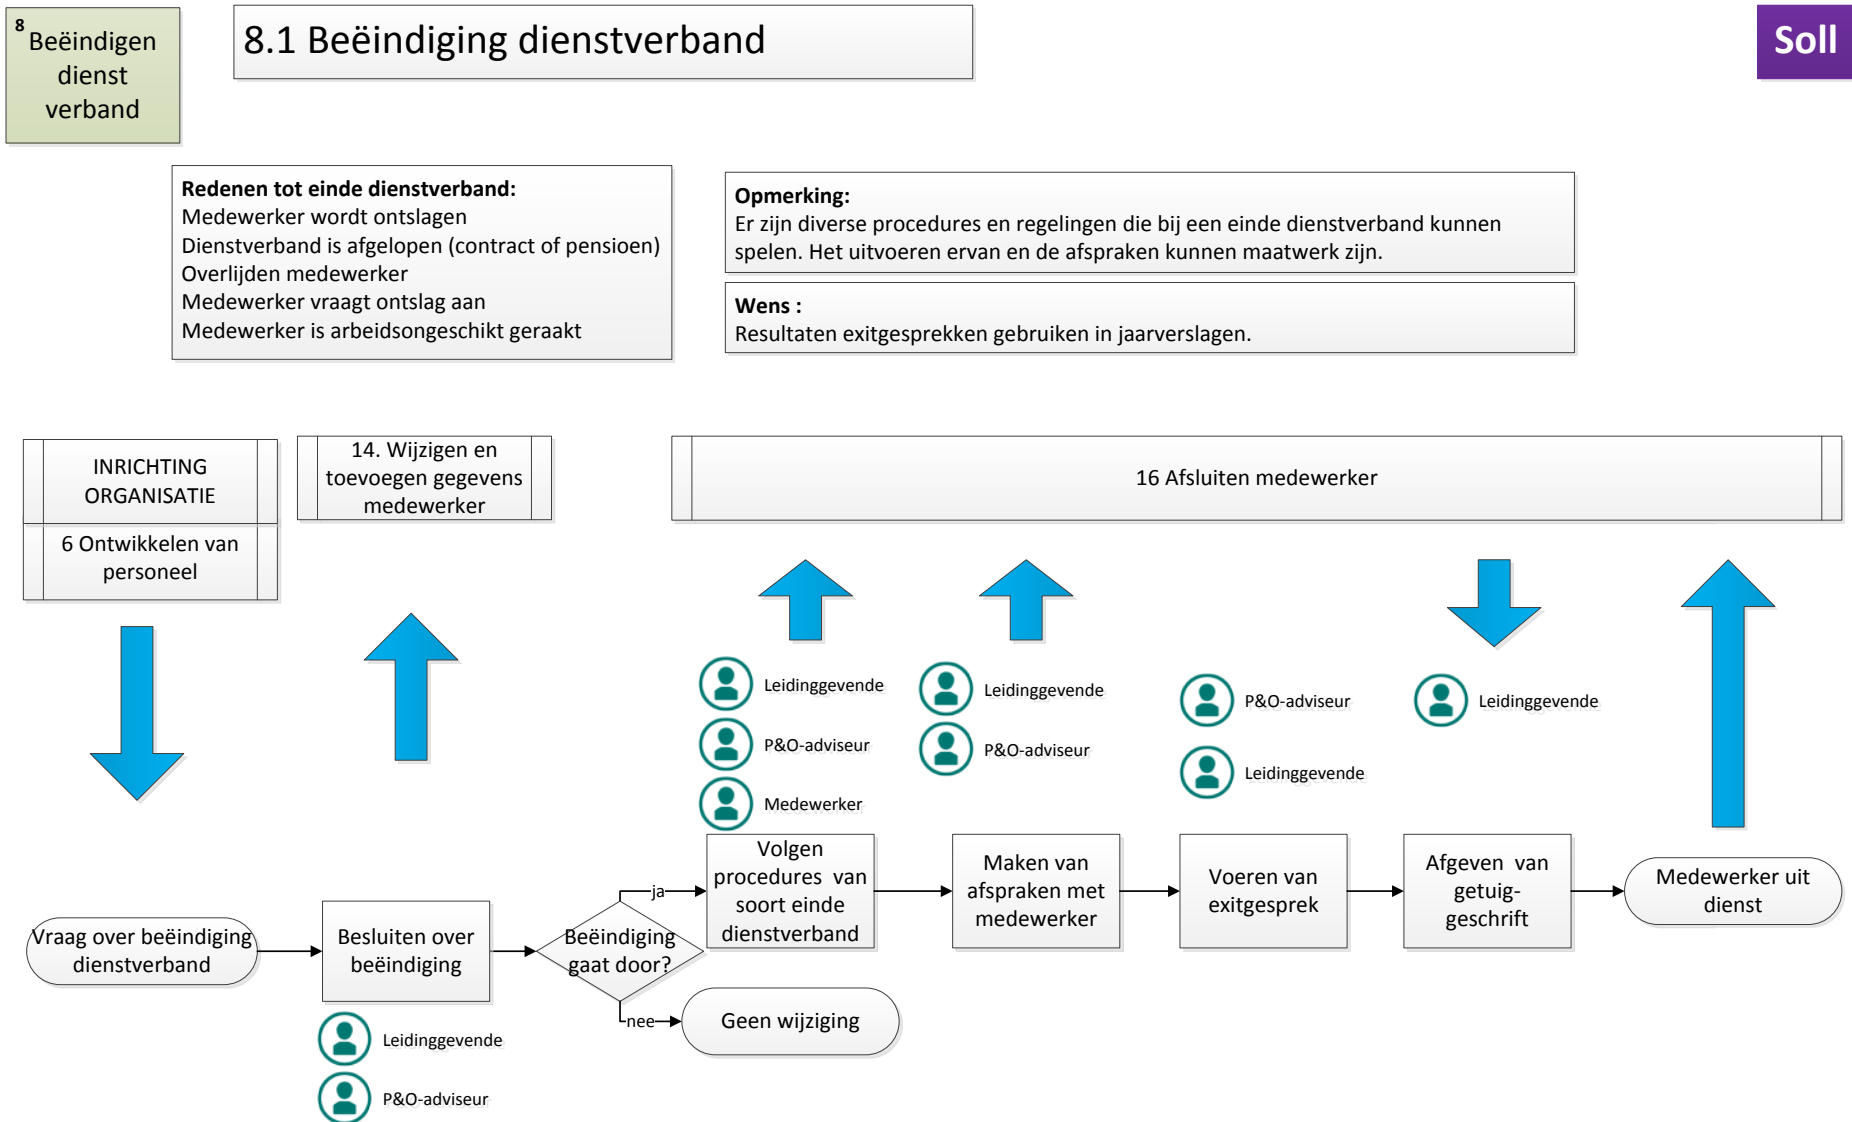 8
Beëindigen
dienst
verband
8.1 Beëindiging dienstverband
Soll
Redenen tot einde dienstverband:
Medewerker wordt ontslagen
Dienstverband is afgelopen (contract of pensioen)
Overlijden medewerker
Medewerker vraagt ontslag aan
Medewerker is arbeidsongeschikt geraakt
Opmerking:
Er zijn diverse procedures en regelingen die bij een einde dienstverband kunnen
spelen. Het uitvoeren ervan en de afspraken kunnen maatwerk zijn.
Wens :
Resultaten exitgesprekken gebruiken in jaarverslagen.
INRICHTING
ORGANISATIE
6 Ontwikkelen van
personeel
14. Wijzigen en
toevoegen gegevens
medewerker
16 Afsluiten medewerker
Leidinggevende
P&O-adviseur
Medewerker
Leidinggevende
P&O-adviseur
P&O-adviseur
Leidinggevende
Leidinggevende
Vraag over beëindiging
dienstverband
Besluiten over
beëindiging
Leidinggevende
P&O-adviseur
Beëindiging
gaat door?
ja
nee
Geen wijziging
Volgen
procedures van
soort einde
dienstverband
Maken van
afspraken met
medewerker
Voeren van
exitgesprek
Afgeven van
getuig-
geschrift
Medewerker uit
dienst